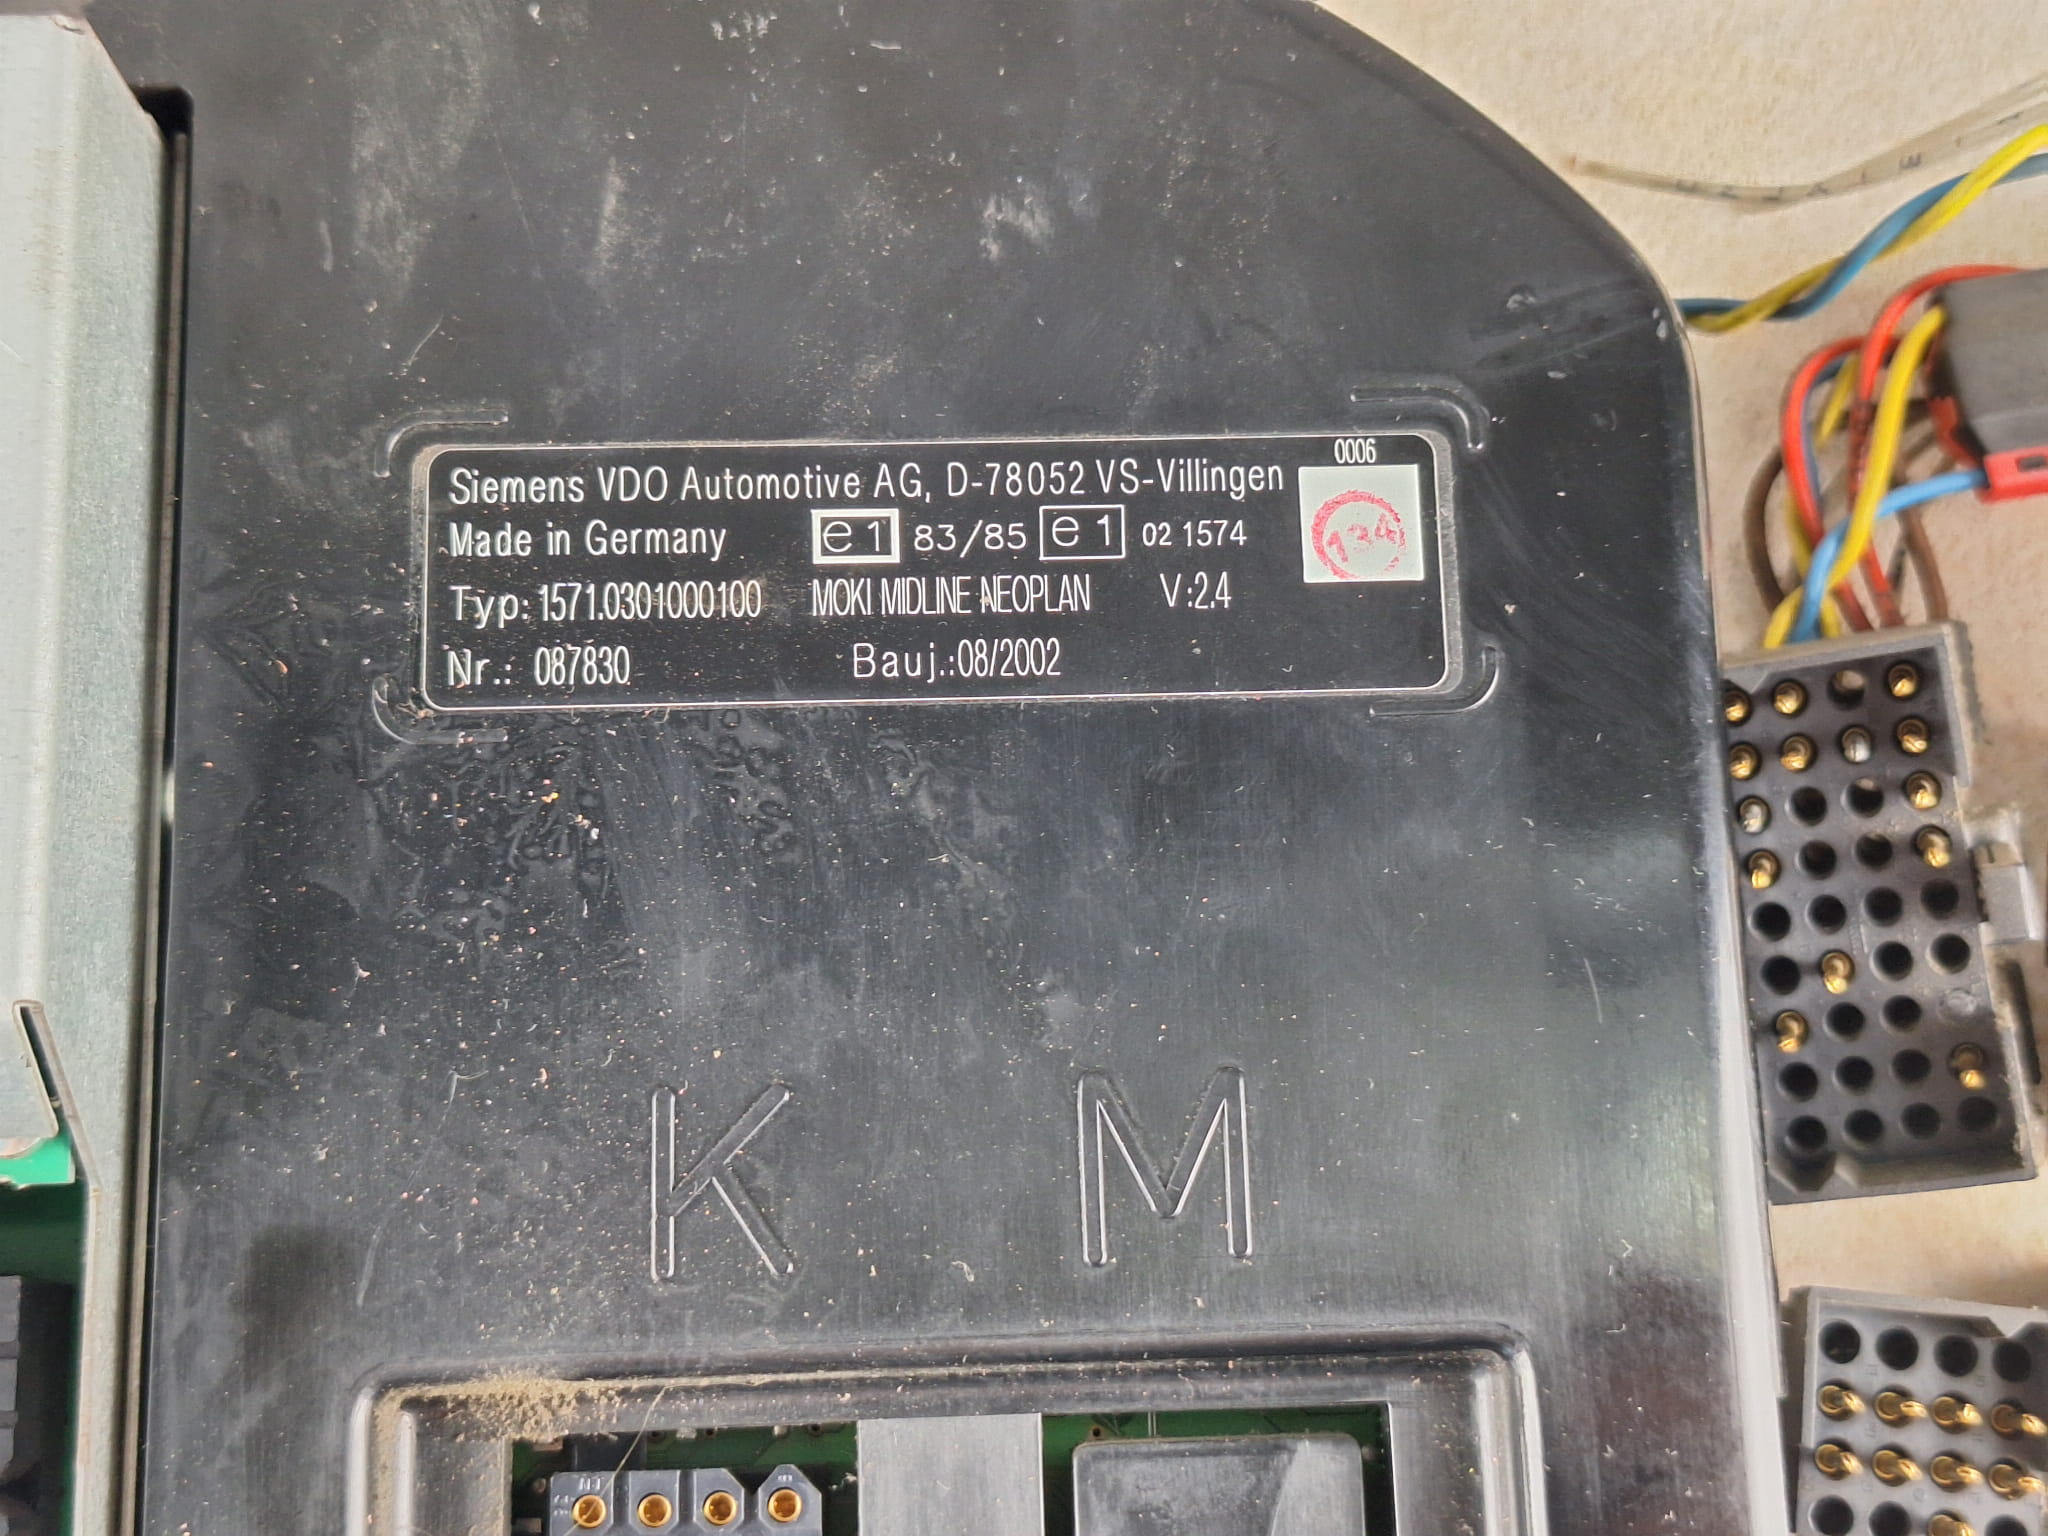 0006
Siemens VDO Automotive AG, D-78052 VS-Villingen
Made in Germany e1 83/85 e1 02 1574
134
Typ: 1571.0301000100 MOKI MIDLINE NEOPLAN V:2.4
Nr.: 087830 Bauj.:08/2002
K M